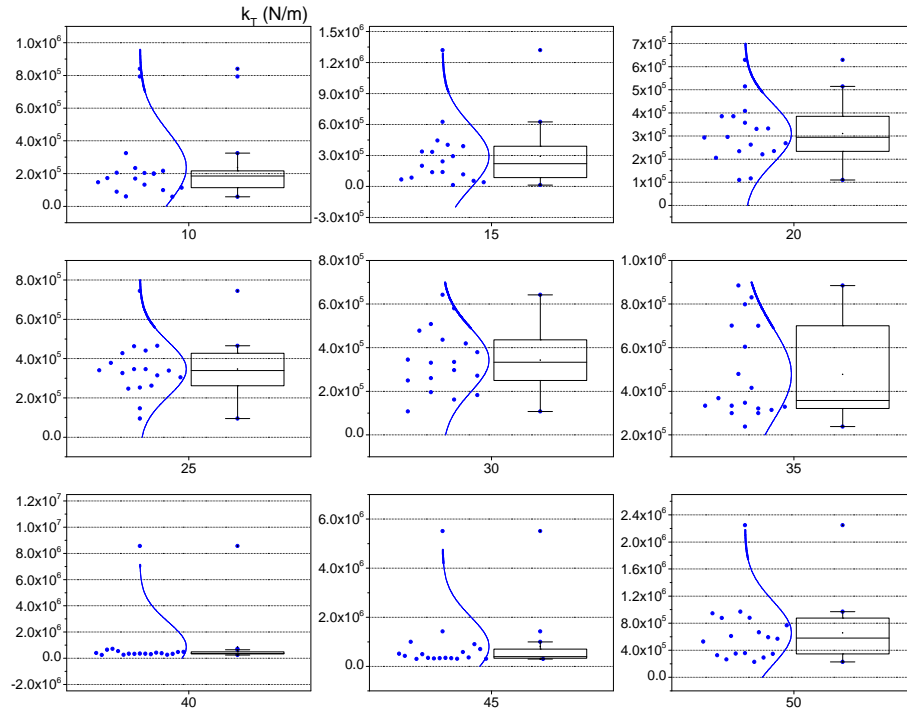 k_T (N/m)
1.0x10^6
8.0x10^5
6.0x10^5
4.0x10^5
2.0x10^5
0.0
10
1.5x10^6
1.2x10^6
9.0x10^5
6.0x10^5
3.0x10^5
0.0
-3.0x10^5
15
7x10^5
6x10^5
5x10^5
4x10^5
3x10^5
2x10^5
1x10^5
0
20
8.0x10^5
6.0x10^5
4.0x10^5
2.0x10^5
0.0
25
8.0x10^5
6.0x10^5
4.0x10^5
2.0x10^5
0.0
30
1.0x10^6
8.0x10^5
6.0x10^5
4.0x10^5
2.0x10^5
35
1.2x10^7
1.0x10^7
8.0x10^6
6.0x10^6
4.0x10^6
2.0x10^6
0.0
-2.0x10^6
40
6.0x10^6
4.0x10^6
2.0x10^6
0.0
45
2.4x10^6
2.0x10^6
1.6x10^6
1.2x10^6
8.0x10^5
4.0x10^5
0.0
50